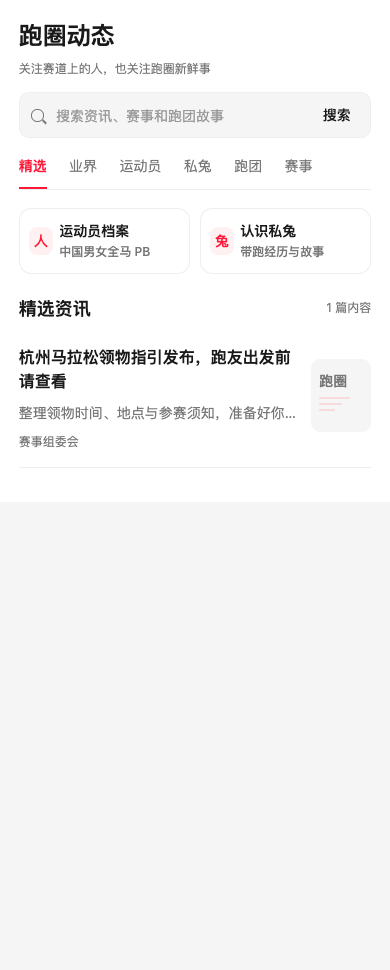 跑圈动态
关注赛道上的人，也关注跑圈新鲜事
搜索资讯、赛事和跑团故事
搜索
精选
业界
运动员
私兔
跑团
赛事
人
运动员档案
中国男女全马 PB
兔
认识私兔
带跑经历与故事
精选资讯
1 篇内容
杭州马拉松领物指引发布，跑友出发前
请查看
整理领物时间、地点与参赛须知，准备好你...
赛事组委会
跑圈